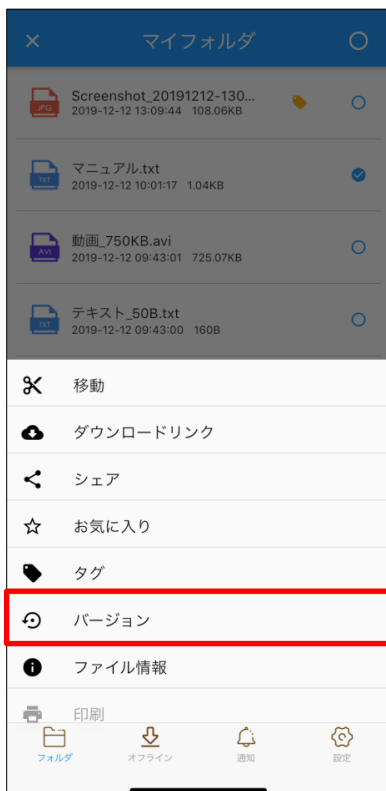 マイフォルダ
JPG
Screenshot_20191212-130...
2019-12-12 13:09:44 108.06KB
TXT
マニュアル.txt
2019-12-12 10:01:17 1.04KB
AVI
動画_750KB.avi
2019-12-12 09:43:01 725.07KB
TXT
テキスト_50B.txt
2019-12-12 09:43:00 160B
移動
ダウンロードリンク
シェア
お気に入り
タグ
バージョン
ファイル情報
印刷
フォルダ オフライン 通知 設定